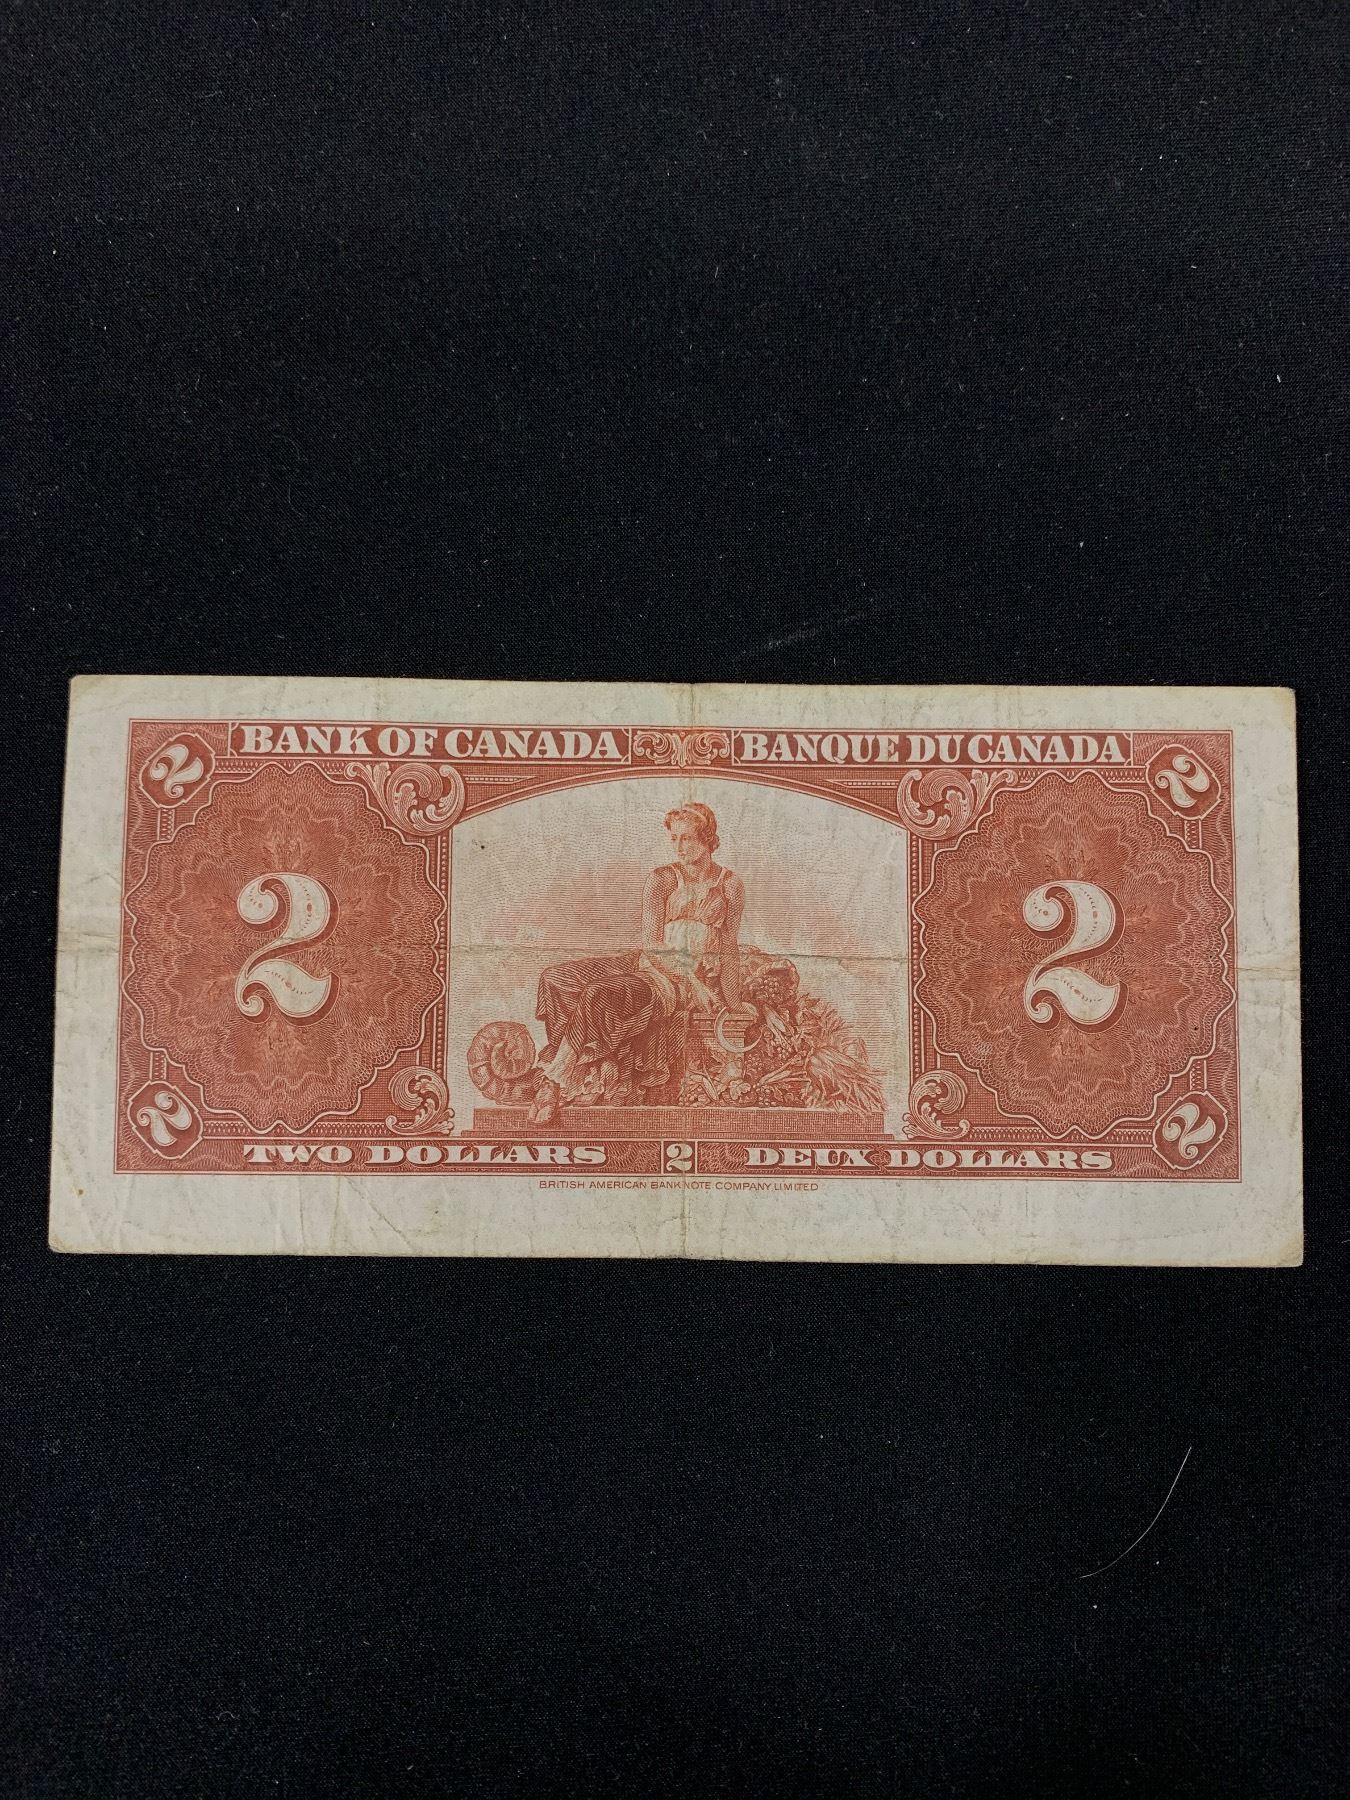 BANK OF CANADA BANQUE DU CANADA
2 2
2 2
2 2
TWO DOLLARS 2 DEUX DOLLARS
BRITISH AMERICAN BANK NOTE COMPANY LIMITED